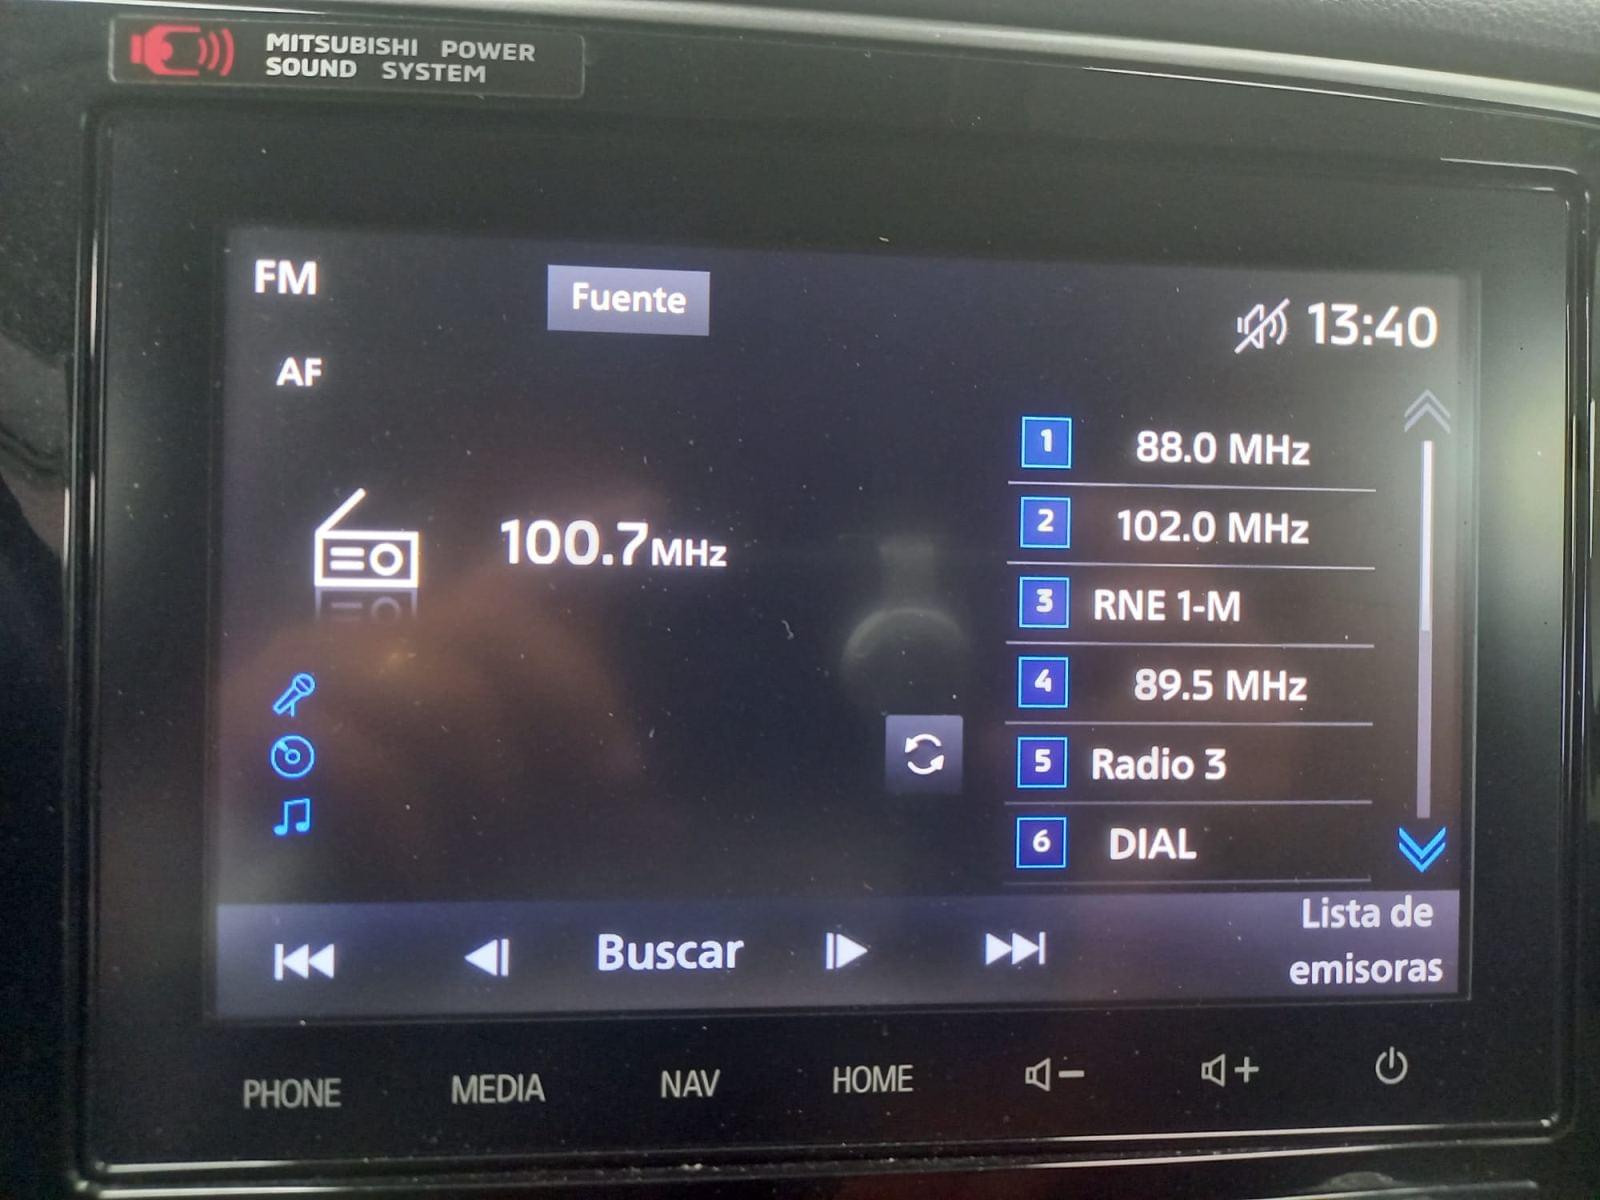 MITSUBISHI POWER
SOUND SYSTEM
FM
Fuente
13:40
AF
100.7 MHz
1 88.0 MHz
2 102.0 MHz
3 RNE 1-M
4 89.5 MHz
5 Radio 3
6 DIAL
Buscar
Lista de
emisoras
PHONE
MEDIA
NAV
HOME